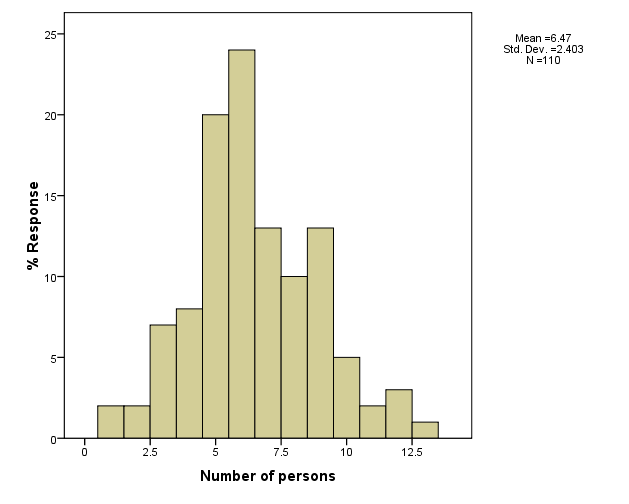 Mean =6.47
Std. Dev. =2.403
N =110
25
20
15
10
5
0
% Response
0 2.5 5 7.5 10 12.5
Number of persons